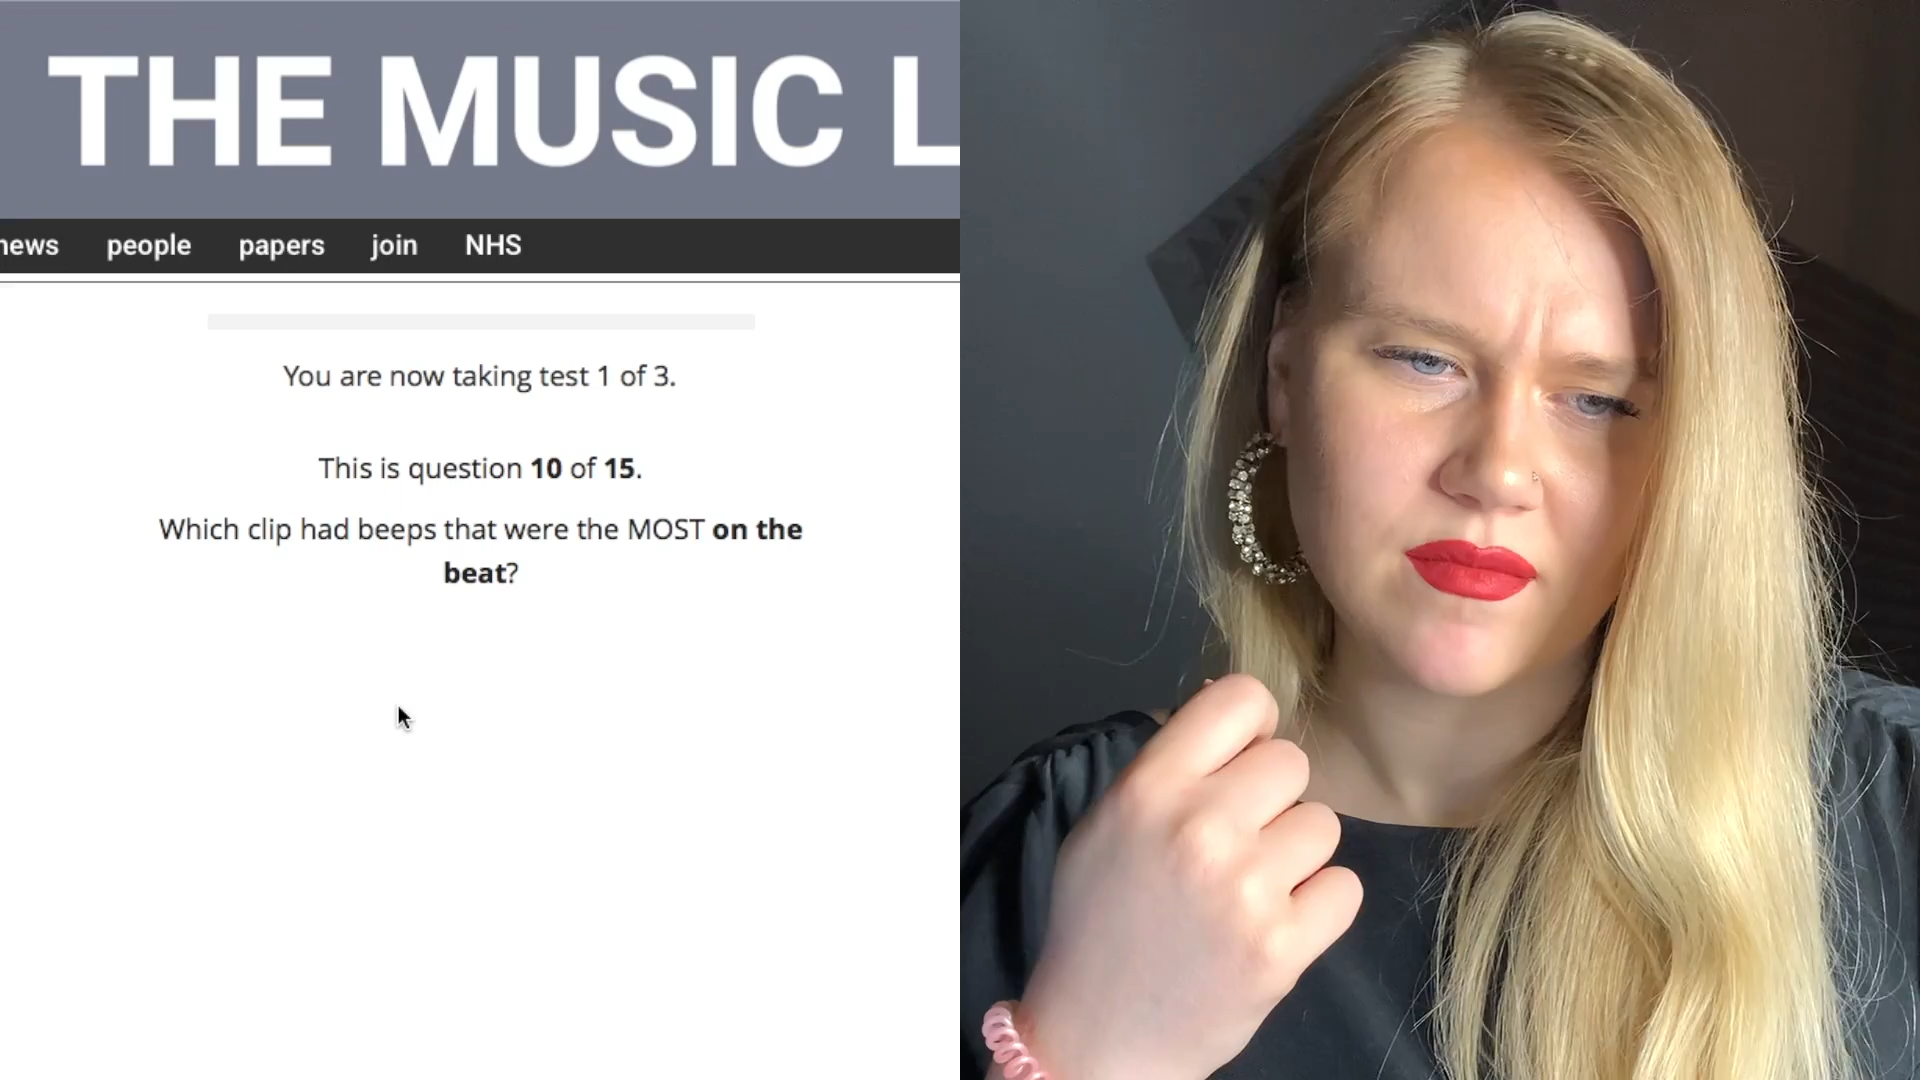 THE MUSIC L
news people papers join NHS
You are now taking test 1 of 3.
This is question 10 of 15.
Which clip had beeps that were the MOST on the
beat?